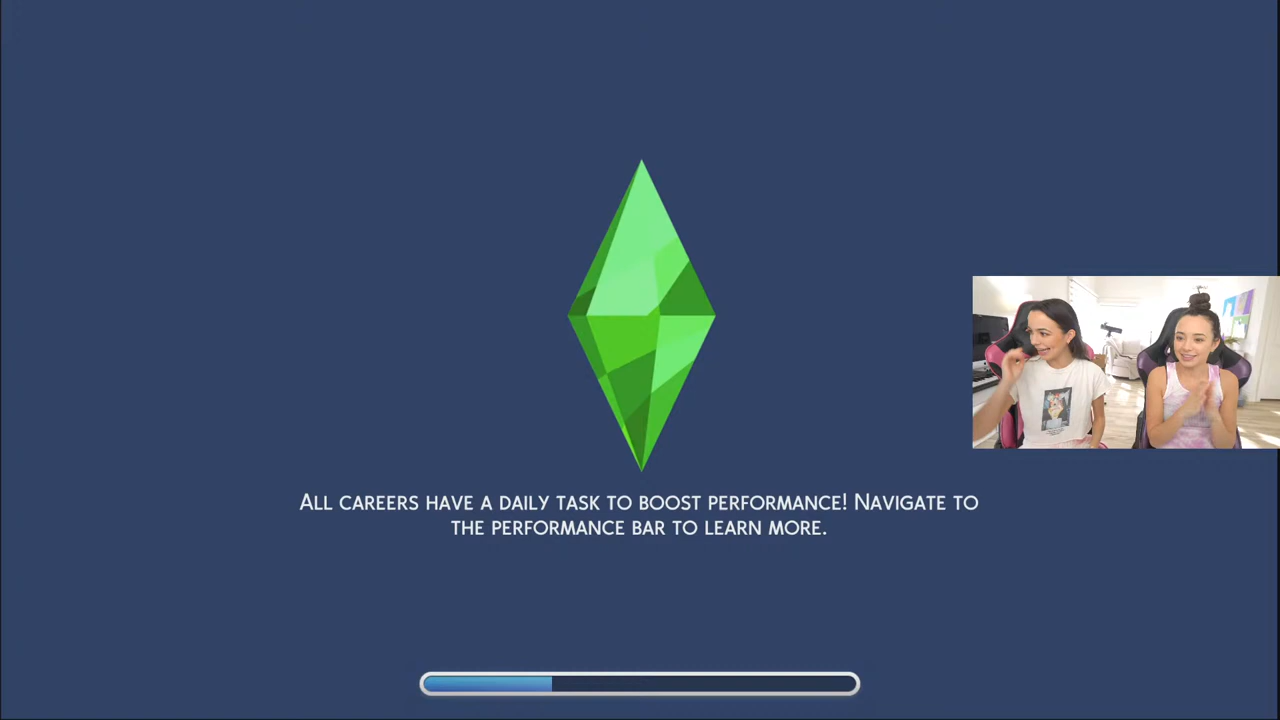 All careers have a daily task to boost performance! Navigate to
the performance bar to learn more.